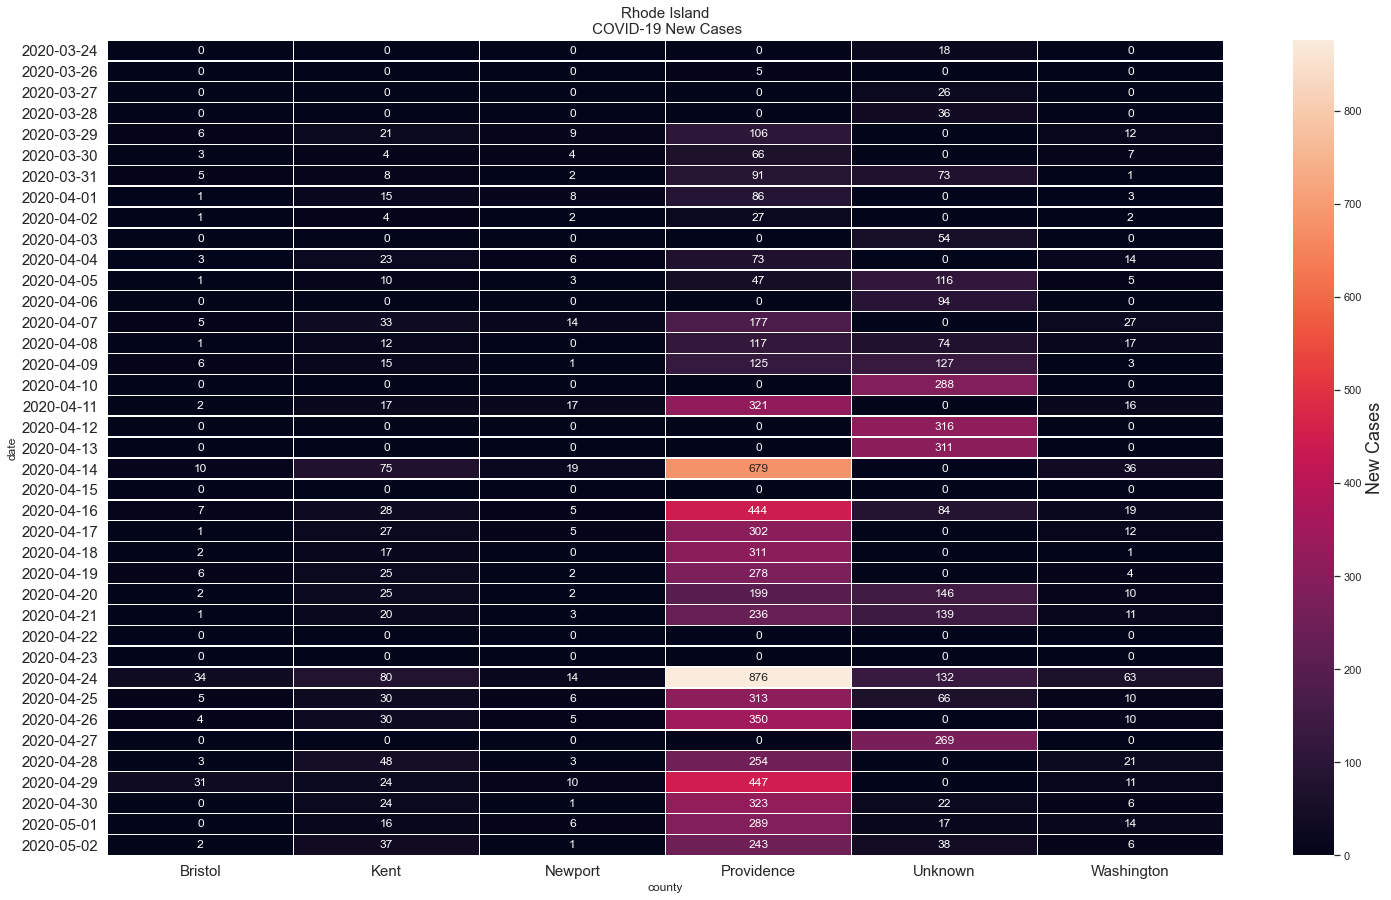 Rhode Island
COVID-19 New Cases
2020-03-24 0 0 0 0 18 0
2020-03-26 0 0 0 5 0 0
2020-03-27 0 0 0 0 26 0
2020-03-28 0 0 0 0 36 0
2020-03-29 6 21 9 106 0 12
2020-03-30 3 4 4 66 0 7
2020-03-31 5 8 2 91 73 1
2020-04-01 1 15 8 86 0 3
2020-04-02 1 4 2 27 0 2
2020-04-03 0 0 0 0 54 0
2020-04-04 3 23 6 73 0 14
2020-04-05 1 10 3 47 116 5
2020-04-06 0 0 0 0 94 0
2020-04-07 5 33 14 177 0 27
2020-04-08 1 12 0 117 74 17
2020-04-09 6 15 1 125 127 3
2020-04-10 0 0 0 0 288 0
2020-04-11 2 17 17 321 0 16
2020-04-12 0 0 0 0 316 0
2020-04-13 0 0 0 0 311 0
2020-04-14 10 75 19 679 0 36
2020-04-15 0 0 0 0 0 0
2020-04-16 7 28 5 444 84 19
2020-04-17 1 27 5 302 0 12
2020-04-18 2 17 0 311 0 1
2020-04-19 6 25 2 278 0 4
2020-04-20 2 25 2 199 146 10
2020-04-21 1 20 3 236 139 11
2020-04-22 0 0 0 0 0 0
2020-04-23 0 0 0 0 0 0
2020-04-24 34 80 14 876 132 63
2020-04-25 5 30 6 313 66 10
2020-04-26 4 30 5 350 0 10
2020-04-27 0 0 0 0 269 0
2020-04-28 3 48 3 254 0 21
2020-04-29 31 24 10 447 0 11
2020-04-30 0 24 1 323 22 6
2020-05-01 0 16 6 289 17 14
2020-05-02 2 37 1 243 38 6
Bristol Kent Newport Providence Unknown Washington
county
date
800
700
600
500
400
300
200
100
0
New Cases